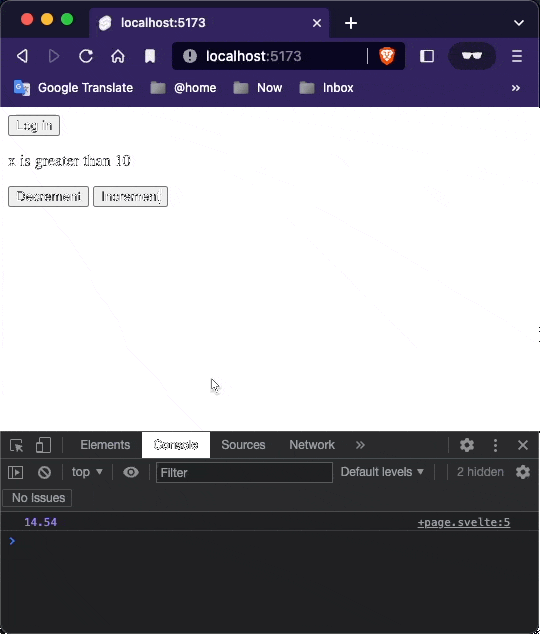 localhost:5173
localhost:5173
Google Translate @home Now Inbox
Log in
x is greater than 10
Decrement Increment
Elements Console Sources Network
top Filter Default levels 2 hidden
No Issues
14.54 +page.svelte:5